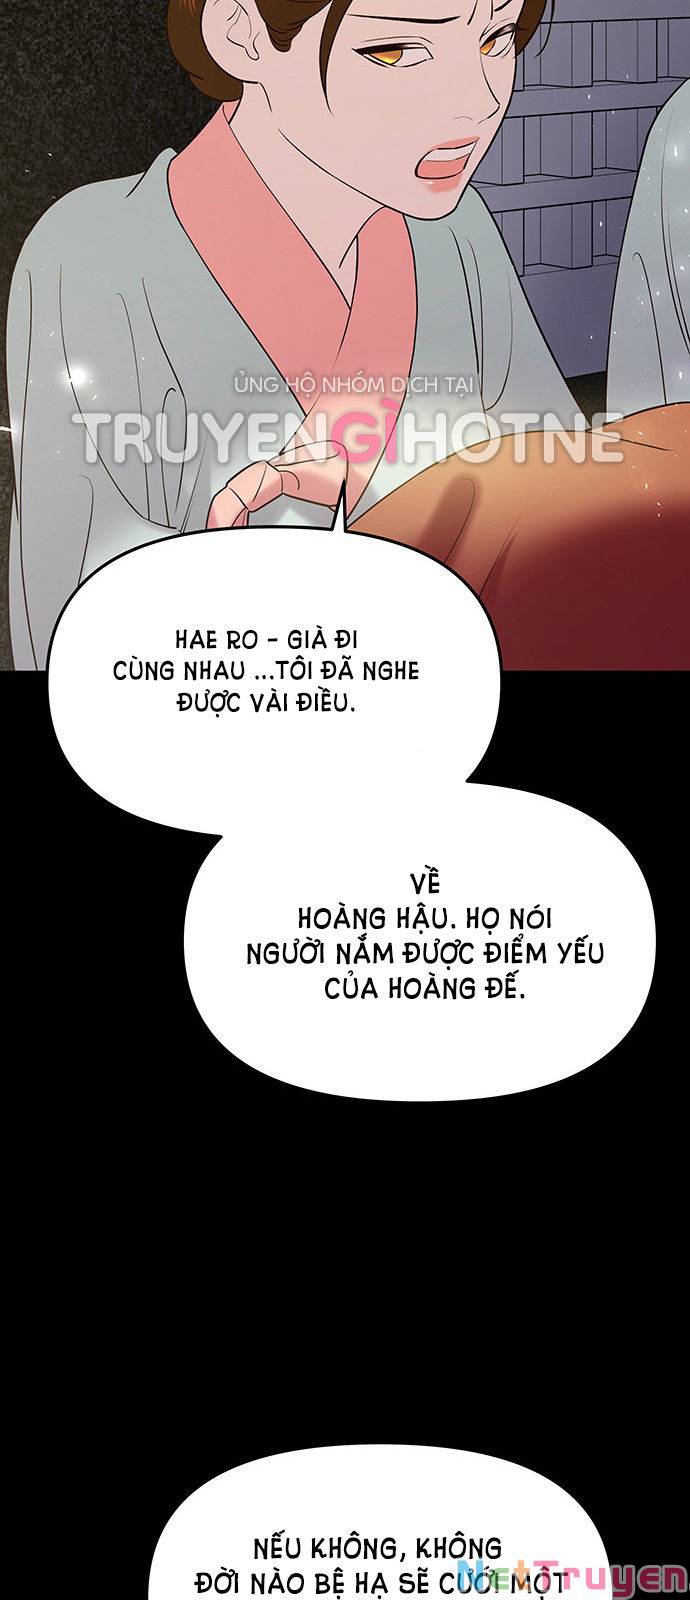 ỦNG HỘ NHÓM DỊCH TẠI
TRUYENGIHOTNE
HAE RO - GIÀ ĐI
CÙNG NHAU ...TÔI ĐÃ NGHE
ĐƯỢC VÀI ĐIỀU.
VỀ
HOÀNG HẬU. HỌ NÓI
NGƯỜI NẮM ĐƯỢC ĐIỂM YẾU
CỦA HOÀNG ĐẾ.
NẾU KHÔNG, KHÔNG
ĐỜI NÀO BỆ HẠ SẼ CƯỚI MỘT
NetTruyen